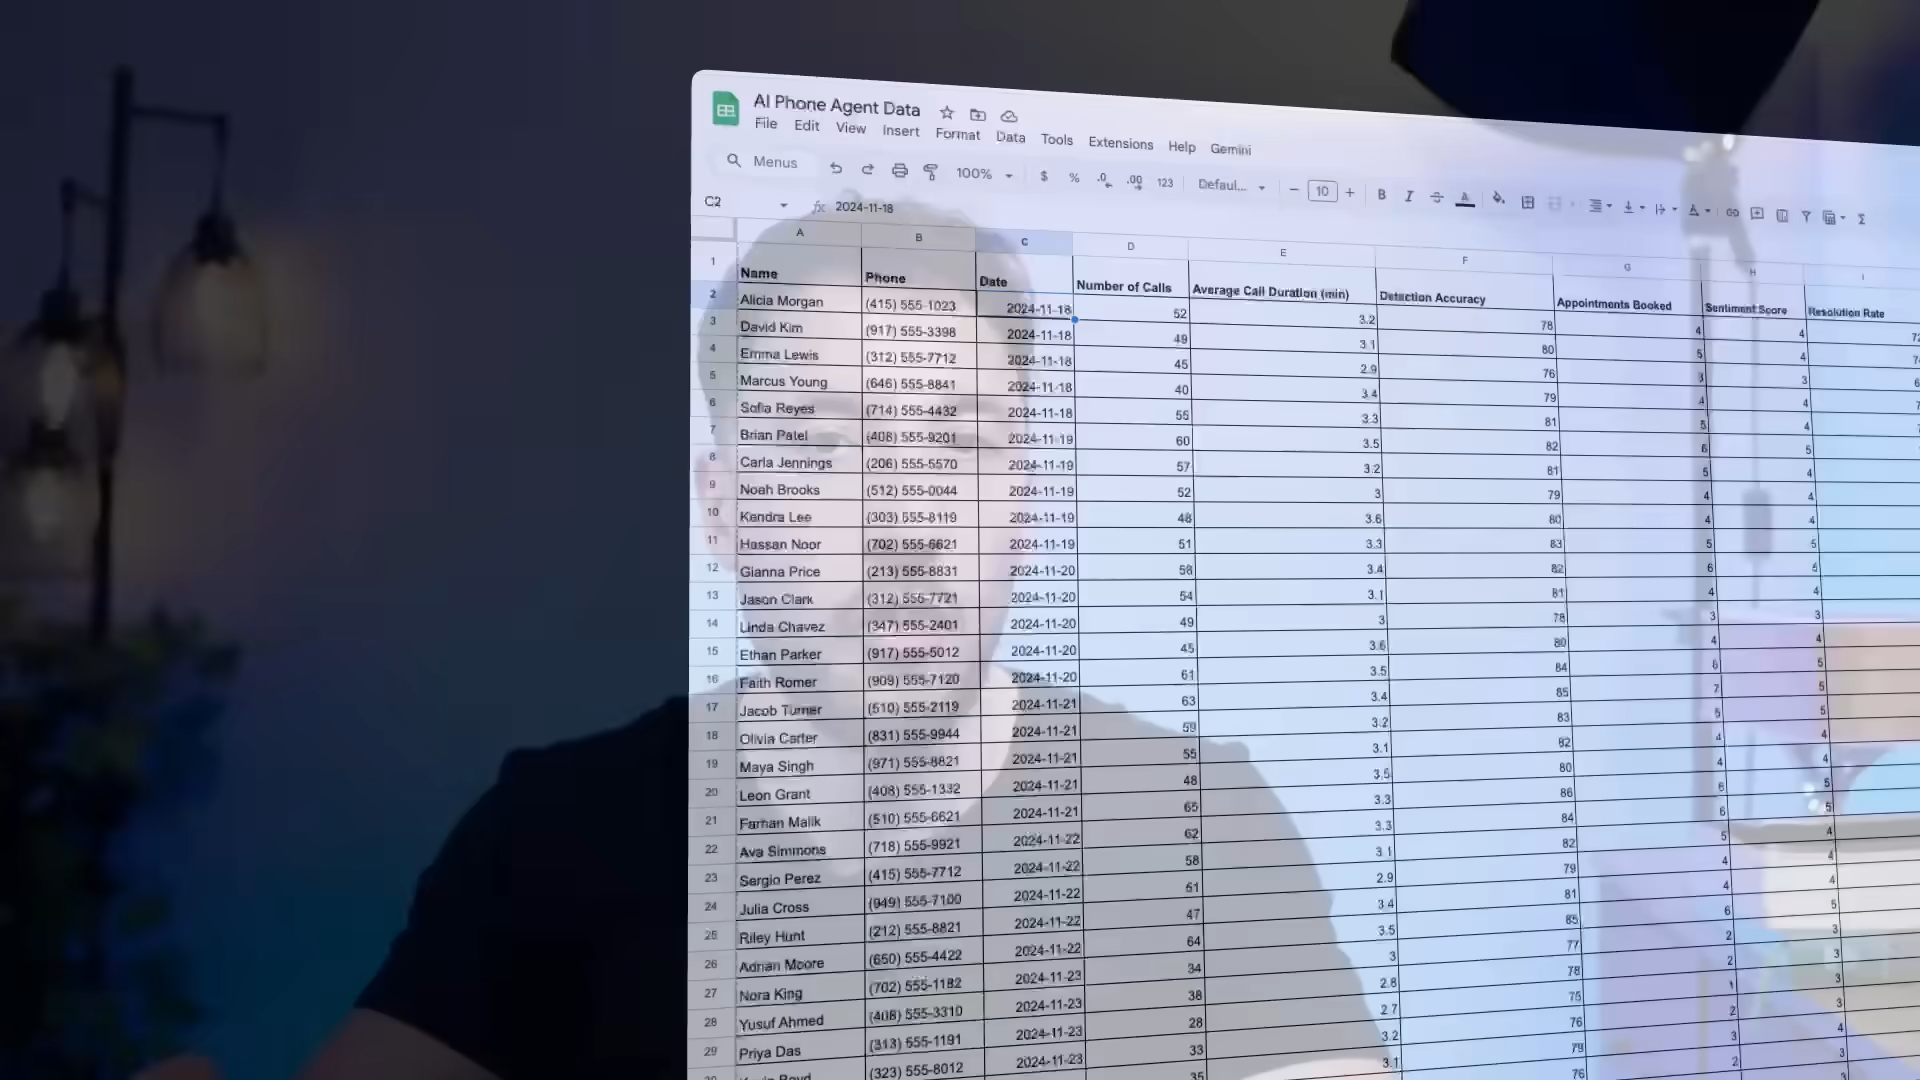 AI Phone Agent Data
File Edit View Insert Format Data Tools Extensions Help Gemini
Menus 100% $ % .0 .00 123 Defaul... − 10 + B I A
C2 fx 2024-11-18
A B C D E F G H I
1 Name Phone Date Number of Calls Average Call Duration (min) Detection Accuracy Appointments Booked Sentiment Score Resolution Rate
2 Alicia Morgan (415) 555-1023 2024-11-18 52 3.2 78 4 4
3 David Kim (917) 555-3398 2024-11-18 49 3.1 80 5 4
4 Emma Lewis (312) 555-7712 2024-11-18 45 2.9 76 3 3
5 Marcus Young (646) 555-8841 2024-11-18 40 3.4 79 4 4
6 Sofia Reyes (714) 555-4432 2024-11-18 55 3.3 81 5 4
7 Brian Patel (408) 555-9201 2024-11-19 60 3.5 82 6 5
8 Carla Jennings (206) 555-5570 2024-11-19 57 3.2 81 5 4
9 Noah Brooks (512) 555-0044 2024-11-19 52 3 79 4 4
10 Kendra Lee (303) 555-8119 2024-11-19 48 3.6 80 4 4
11 Hassan Noor (702) 555-6621 2024-11-19 51 3.3 83 5 5
12 Gianna Price (213) 555-8831 2024-11-20 58 3.4 82 6 5
13 Jason Clark (312) 555-7721 2024-11-20 54 3.1 81 4 4
14 Linda Chavez (347) 555-2401 2024-11-20 49 3 78 3 3
15 Ethan Parker (917) 555-5012 2024-11-20 45 3.6 80 4 4
16 Faith Romer (909) 555-7120 2024-11-20 61 3.5 84 6 5
17 Jacob Turner (510) 555-2119 2024-11-21 63 3.4 85 7 5
18 Olivia Carter (831) 555-9944 2024-11-21 59 3.2 83 5 5
19 Maya Singh (971) 555-8821 2024-11-21 55 3.1 82 4 4
20 Leon Grant (408) 555-1332 2024-11-21 48 3.5 80 4 4
21 Farhan Malik (510) 555-6621 2024-11-21 65 3.3 86 6 5
22 Ava Simmons (718) 555-9921 2024-11-22 62 3.3 84 6 5
23 Sergio Perez (415) 555-7712 2024-11-22 58 3.1 82 5 4
24 Julia Cross (949) 555-7100 2024-11-22 51 2.9 79 4 4
25 Riley Hunt (212) 555-8821 2024-11-22 47 3.4 81 4 4
26 Adrian Moore (650) 555-4422 2024-11-22 64 3.5 85 6 5
27 Nora King (702) 555-1182 2024-11-23 34 3 77 2 3
28 Yusuf Ahmed (408) 555-3310 2024-11-23 38 2.8 78 2 3
29 Priya Das (313) 555-1191 2024-11-23 28 2.7 75 1 3
(323) 555-8012 2024-11-23 33 3.2 76 2 3
35 3.1 79 3 4
76 2 3